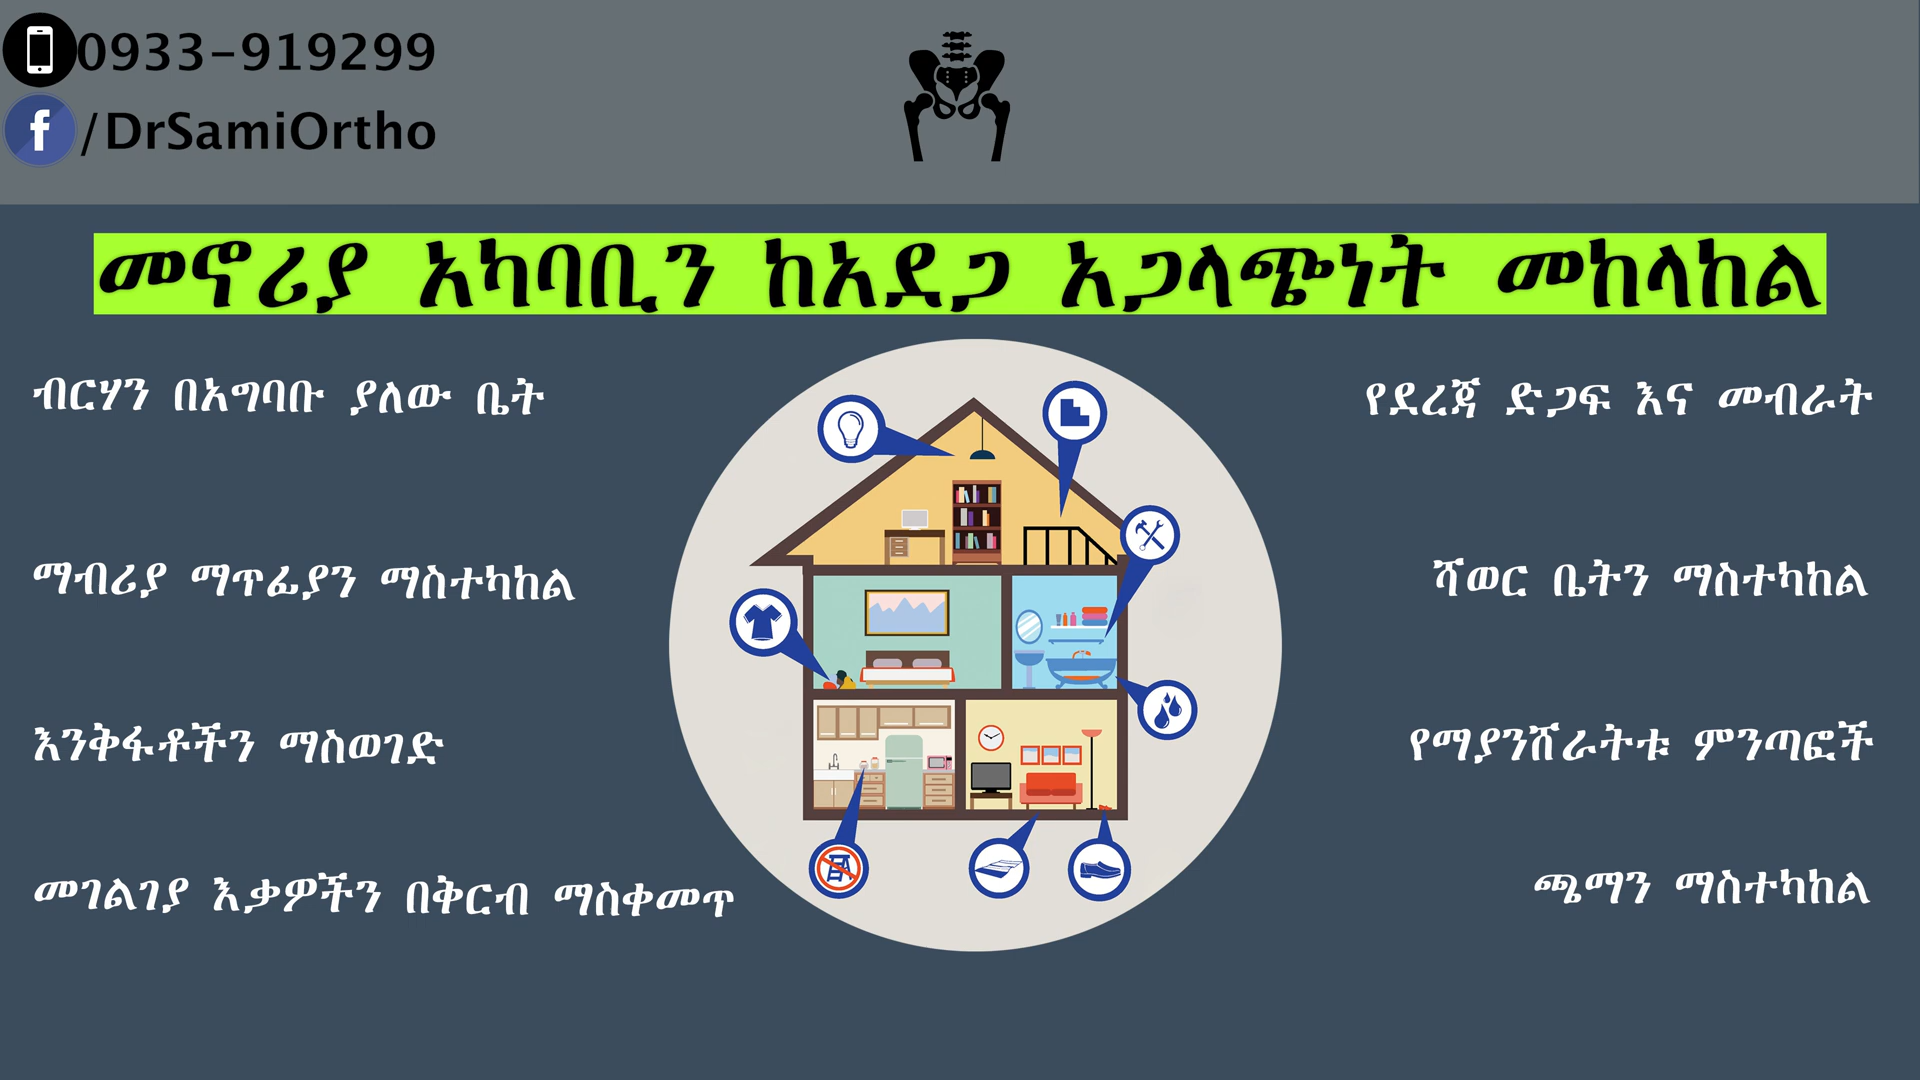 0933-919299
/DrSamiOrtho
መኖሪያ አካባቢን ከአደጋ አጋላጭነት መከላከል
ብርሃን በአግባቡ ያለው ቤት
ማብሪያ ማጥፊያን ማስተካከል
እንቅፋቶችን ማስወገድ
መገልገያ እቃዎችን በቅርብ ማስቀመጥ
የደረጃ ድጋፍ እና መብራት
ሻወር ቤትን ማስተካከል
የማያንሸራትቱ ምንጣፎች
ጫማን ማስተካከል